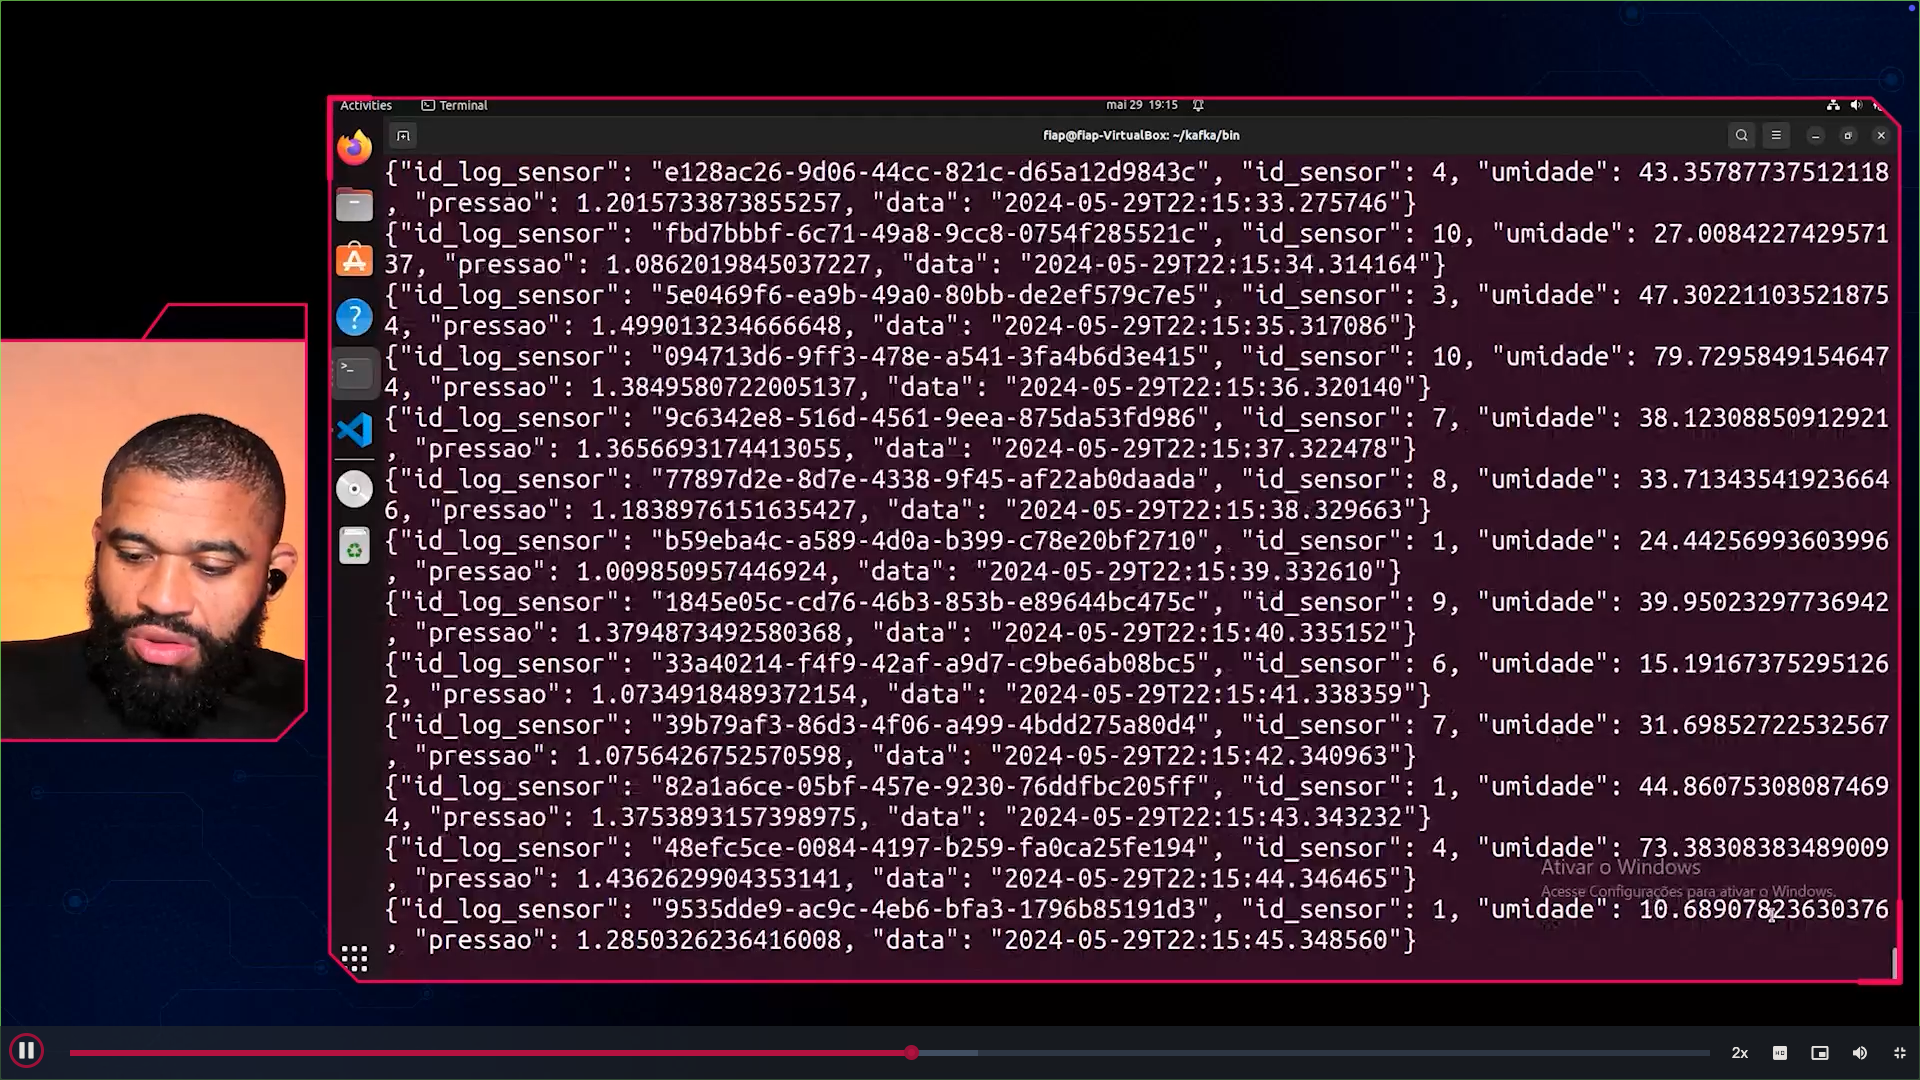 Activities Terminal mai 29 19:15
fiap@fiap-VirtualBox: ~/kafka/bin
{"id_log_sensor": "e128ac26-9d06-44cc-821c-d65a12d9843c", "id_sensor": 4, "umidade": 43.35787737512118
, "pressao": 1.2015733873855257, "data": "2024-05-29T22:15:33.275746"}
{"id_log_sensor": "fbd7bbbf-6c71-49a8-9cc8-0754f285521c", "id_sensor": 10, "umidade": 27.0084227429571
37, "pressao": 1.0862019845037227, "data": "2024-05-29T22:15:34.314164"}
{"id_log_sensor": "5e0469f6-ea9b-49a0-80bb-de2ef579c7e5", "id_sensor": 3, "umidade": 47.30221103521875
4, "pressao": 1.499013234666648, "data": "2024-05-29T22:15:35.317086"}
{"id_log_sensor": "094713d6-9ff3-478e-a541-3fa4b6d3e415", "id_sensor": 10, "umidade": 79.7295849154647
4, "pressao": 1.3849580722005137, "data": "2024-05-29T22:15:36.320140"}
{"id_log_sensor": "9c6342e8-516d-4561-9eea-875da53fd986", "id_sensor": 7, "umidade": 38.12308850912921
, "pressao": 1.3656693174413055, "data": "2024-05-29T22:15:37.322478"}
{"id_log_sensor": "77897d2e-8d7e-4338-9f45-af22ab0daada", "id_sensor": 8, "umidade": 33.71343541923664
6, "pressao": 1.1838976151635427, "data": "2024-05-29T22:15:38.329663"}
{"id_log_sensor": "b59eba4c-a589-4d0a-b399-c78e20bf2710", "id_sensor": 1, "umidade": 24.44256993603996
, "pressao": 1.009850957446924, "data": "2024-05-29T22:15:39.332610"}
{"id_log_sensor": "1845e05c-cd76-46b3-853b-e89644bc475c", "id_sensor": 9, "umidade": 39.95023297736942
, "pressao": 1.3794873492580368, "data": "2024-05-29T22:15:40.335152"}
{"id_log_sensor": "33a40214-f4f9-42af-a9d7-c9be6ab08bc5", "id_sensor": 6, "umidade": 15.19167375295126
2, "pressao": 1.0734918489372154, "data": "2024-05-29T22:15:41.338359"}
{"id_log_sensor": "39b79af3-86d3-4f06-a499-4bdd275a80d4", "id_sensor": 7, "umidade": 31.69852722532567
, "pressao": 1.0756426752570598, "data": "2024-05-29T22:15:42.340963"}
{"id_log_sensor": "82a1a6ce-05bf-457e-9230-76ddfbc205ff", "id_sensor": 1, "umidade": 44.86075308087469
4, "pressao": 1.3753893157398975, "data": "2024-05-29T22:15:43.343232"}
{"id_log_sensor": "48efc5ce-0084-4197-b259-fa0ca25fe194", "id_sensor": 4, "umidade": 73.38308383489009
Ativar o Windows
, "pressao": 1.4362629904353141, "data": "2024-05-29T22:15:44.346465"}
Acesse Configurações para ativar o Windows.
{"id_log_sensor": "9535dde9-ac9c-4eb6-bfa3-1796b85191d3", "id_sensor": 1, "umidade": 10.68907823630376
, "pressao": 1.2850326236416008, "data": "2024-05-29T22:15:45.348560"}
2x